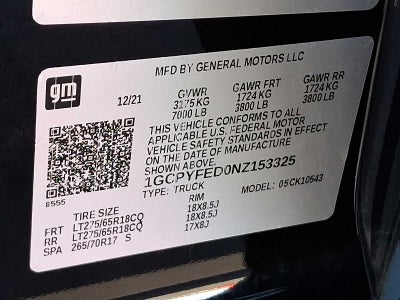 gm
MFD BY GENERAL MOTORS LLC
12/21 GVWR GAWR FRT GAWR RR
3175 KG 1724 KG 1724 KG
7000 LB 3800 LB 3800 LB
THIS VEHICLE CONFORMS TO ALL
APPLICABLE U.S. FEDERAL MOTOR
VEHICLE SAFETY STANDARDS IN EFFECT
ON THE DATE OF MANUFACTURE
SHOWN ABOVE.
1GCPYFED0NZ153325
8555
TYPE: TRUCK MODEL: 05CK10543
TIRE SIZE RIM
FRT LT275/65R18CQ 18X8.5J
RR LT275/65R18CQ 18X8.5J
SPA 265/70R17 S 17X8J